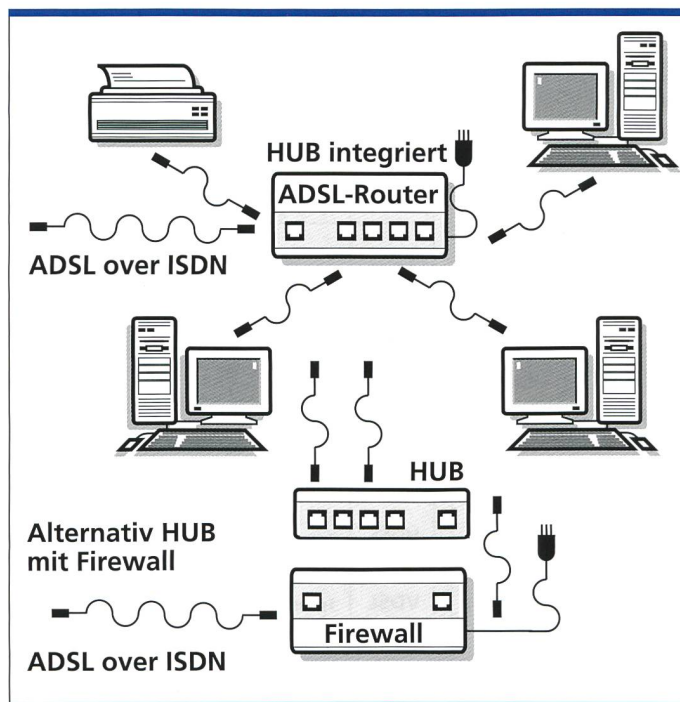 HUB integriert
ADSL-Router
ADSL over ISDN
HUB
Alternativ HUB
mit Firewall
Firewall
ADSL over ISDN